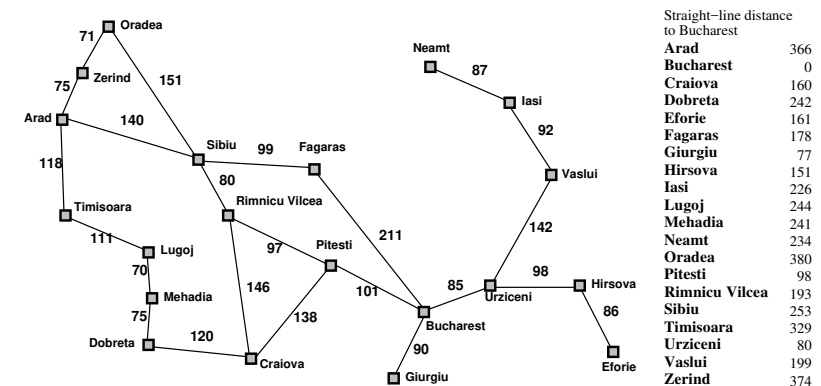 Oradea
71
Zerind
75
151
Arad
140
118
Sibiu
99
Fagaras
80
Rimnicu Vilcea
Timisoara
111
Lugoj
70
Mehadia
75
Dobreta
120
146
97
Pitesti
211
101
138
Craiova
Bucharest
90
Giurgiu
85
Urziceni
98
Hirsova
86
Eforie
142
Vaslui
92
Iasi
87
Neamt
Straight−line distance
to Bucharest
Arad 366
Bucharest 0
Craiova 160
Dobreta 242
Eforie 161
Fagaras 178
Giurgiu 77
Hirsova 151
Iasi 226
Lugoj 244
Mehadia 241
Neamt 234
Oradea 380
Pitesti 98
Rimnicu Vilcea 193
Sibiu 253
Timisoara 329
Urziceni 80
Vaslui 199
Zerind 374